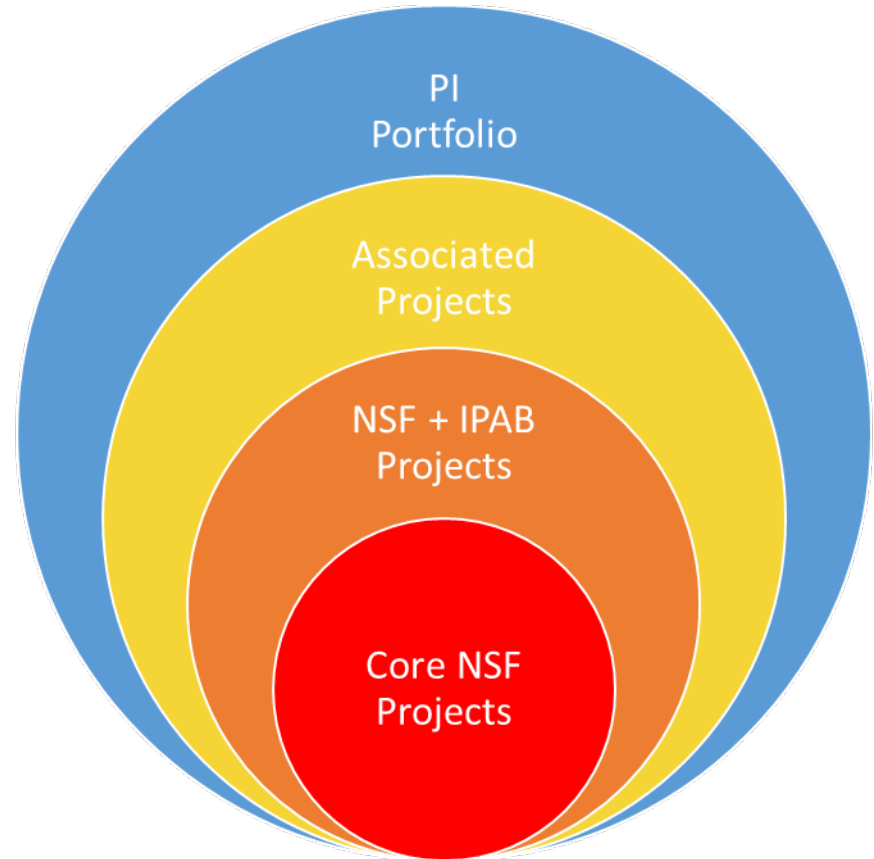 PI
Portfolio
Associated
Projects
NSF + IPAB
Projects
Core NSF
Projects